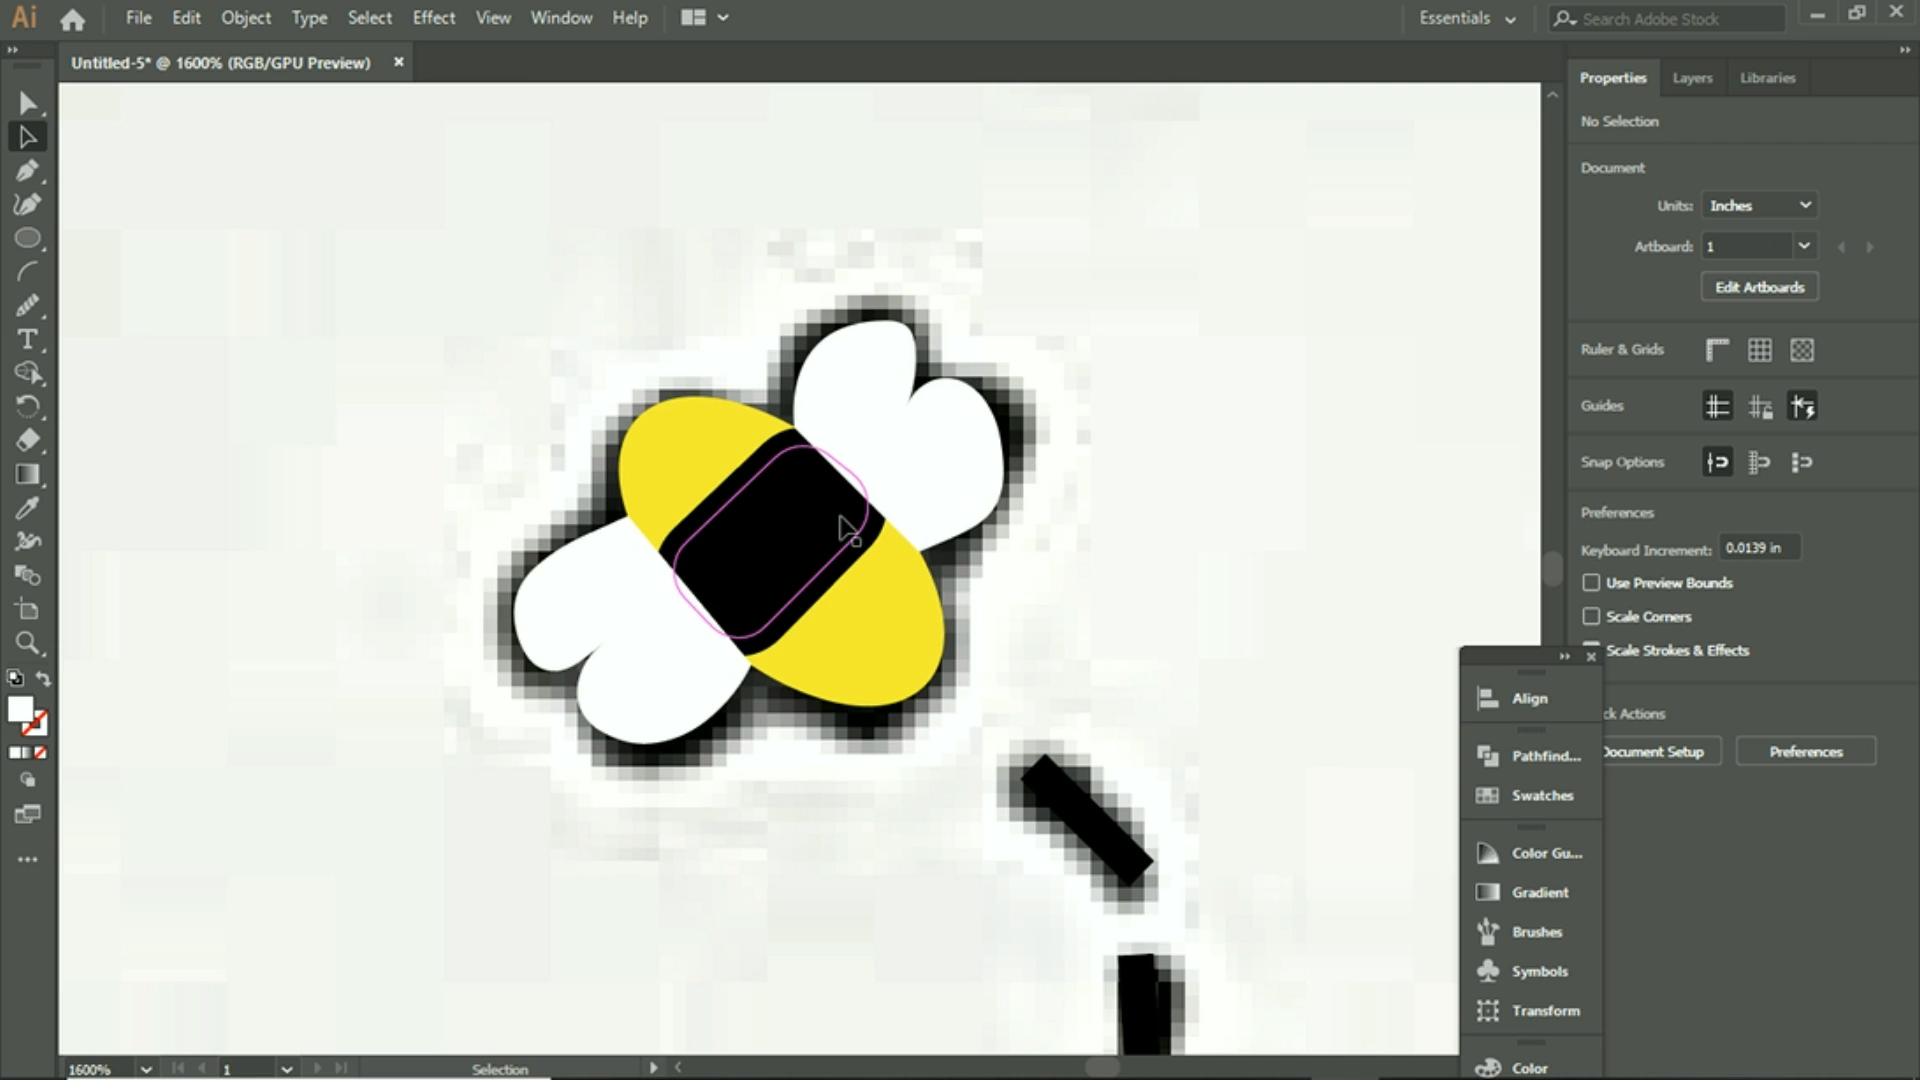 Ai File Edit Object Type Select Effect View Window Help Essentials Search Adobe Stock
Untitled-5* @ 1600% (RGB/GPU Preview)
Properties Layers Libraries
No Selection
Document
Units: Inches
Artboard: 1
Edit Artboards
Ruler & Grids
Guides
Snap Options
Preferences
Keyboard Increment: 0.0139 in
Use Preview Bounds
Scale Corners
Scale Strokes & Effects
ck Actions
Document Setup Preferences
Align
Pathfind...
Swatches
Color Gu...
Gradient
Brushes
Symbols
Transform
Color
1600% 1 Selection